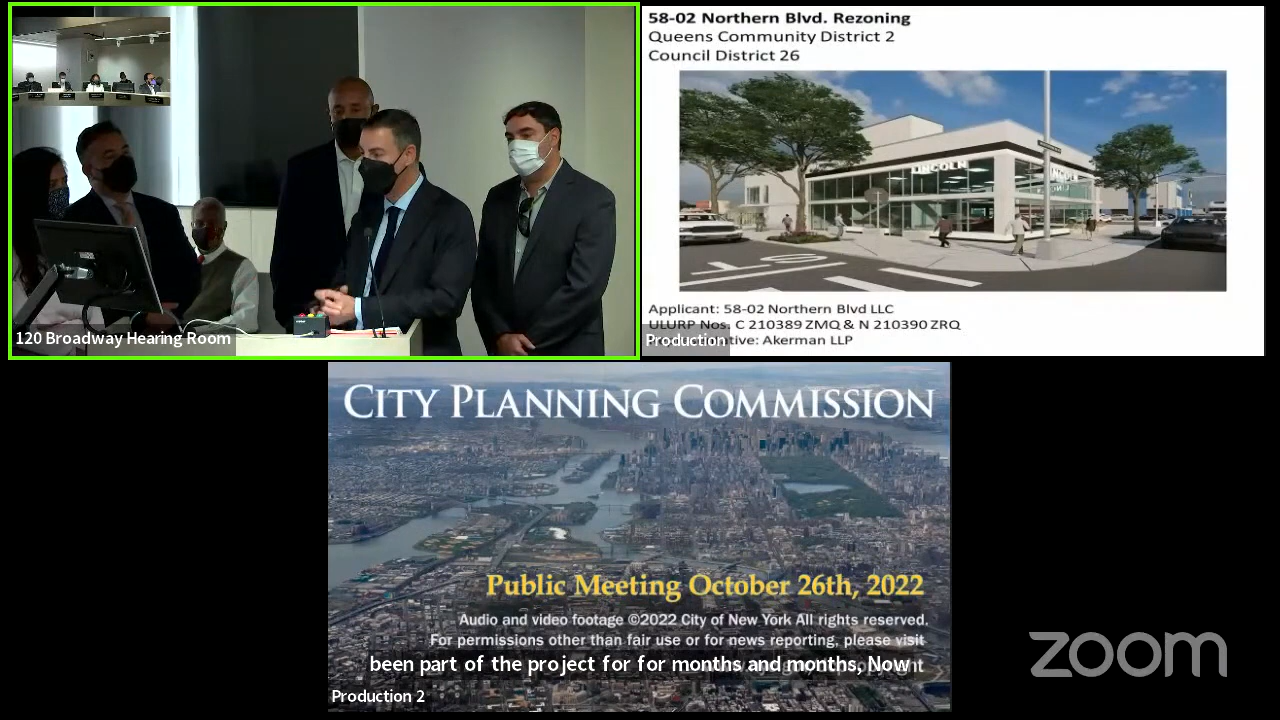 120 Broadway Hearing Room
58-02 Northern Blvd. Rezoning
Queens Community District 2
Council District 26
LINCOLN
Applicant: 58-02 Northern Blvd LLC
ULURP Nos. C 210389 ZMQ & N 210390 ZRQ
Akerman LLP
Production
CITY PLANNING COMMISSION
Public Meeting October 26th, 2022
Audio and video footage ©2022 City of New York All rights reserved.
For permissions other than fair use or for news reporting, please visit
been part of the project for for months and months, Now
Production 2
zoom